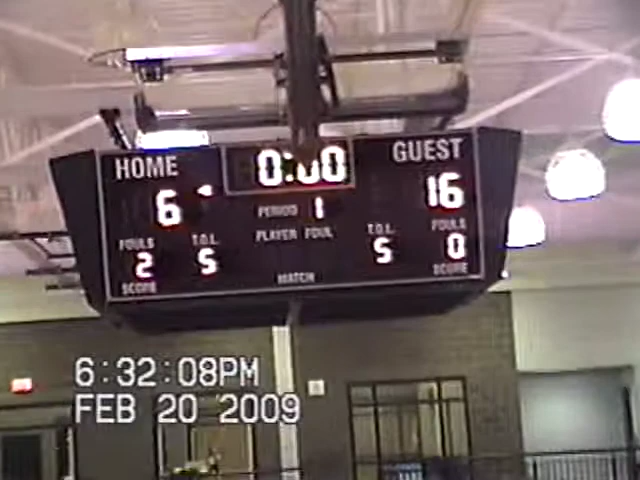 HOME 0:00 GUEST
6 PERIOD 1 16
FOULS T.O.L. PLAYER FOUL T.O.L. FOULS
2 5 5 0
SCORE MATCH SCORE
6:32:08PM
FEB 20 2009